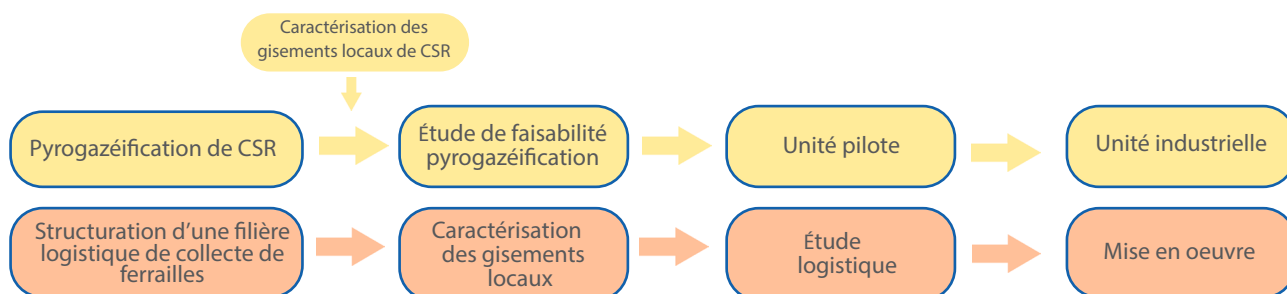 Caractérisation des
gisements locaux de CSR
Pyrogazéification de CSR
Étude de faisabilité
pyrogazéification
Unité pilote
Unité industrielle
Structuration d'une filière
logistique de collecte de
ferrailles
Caractérisation
des gisements
locaux
Étude
logistique
Mise en oeuvre